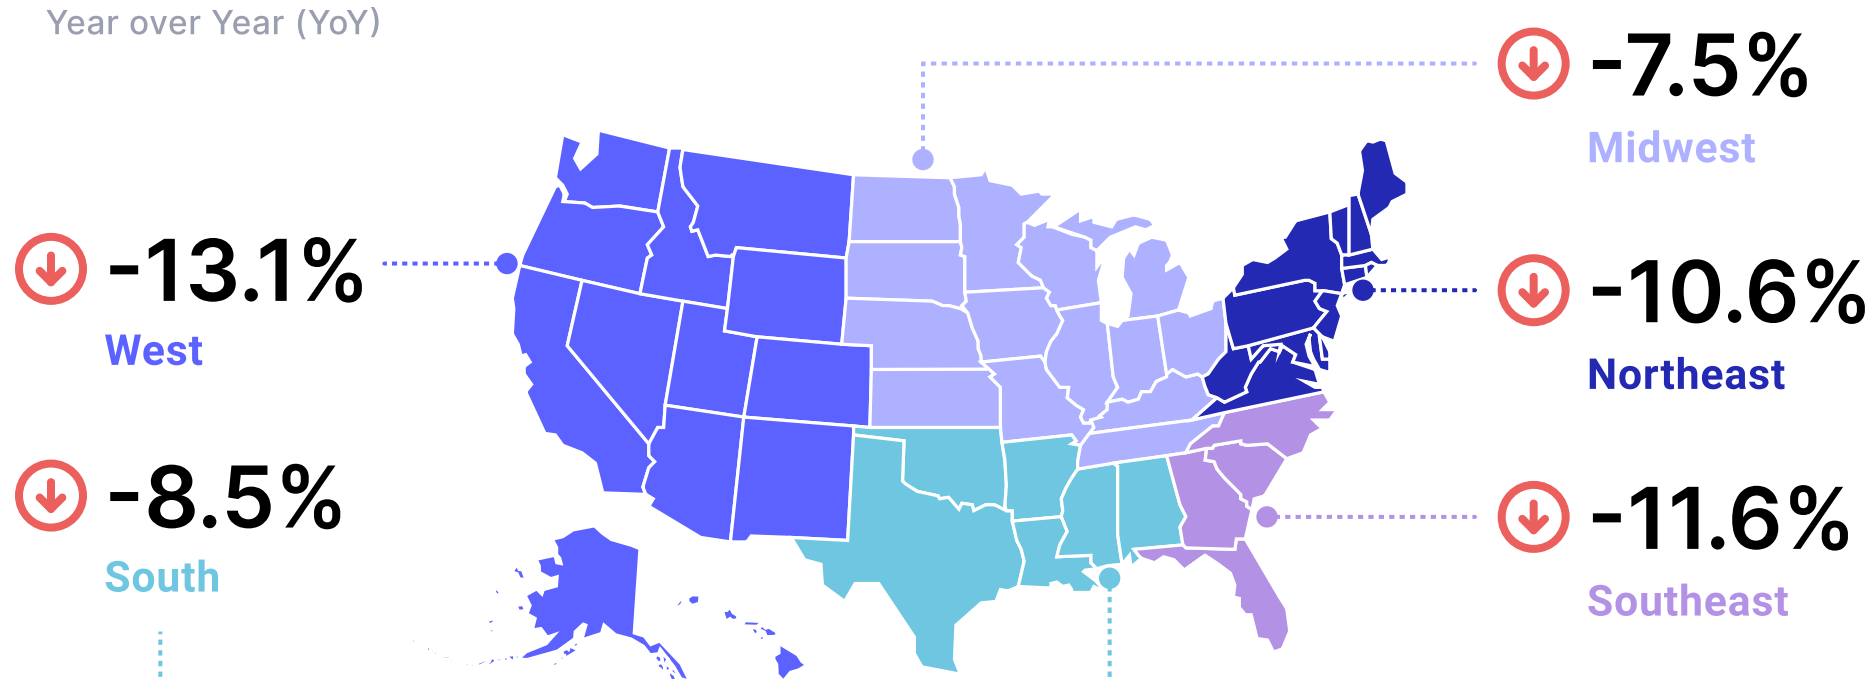 Year over Year (YoY)
-7.5%
Midwest
-13.1%
West
-10.6%
Northeast
-8.5%
South
-11.6%
Southeast